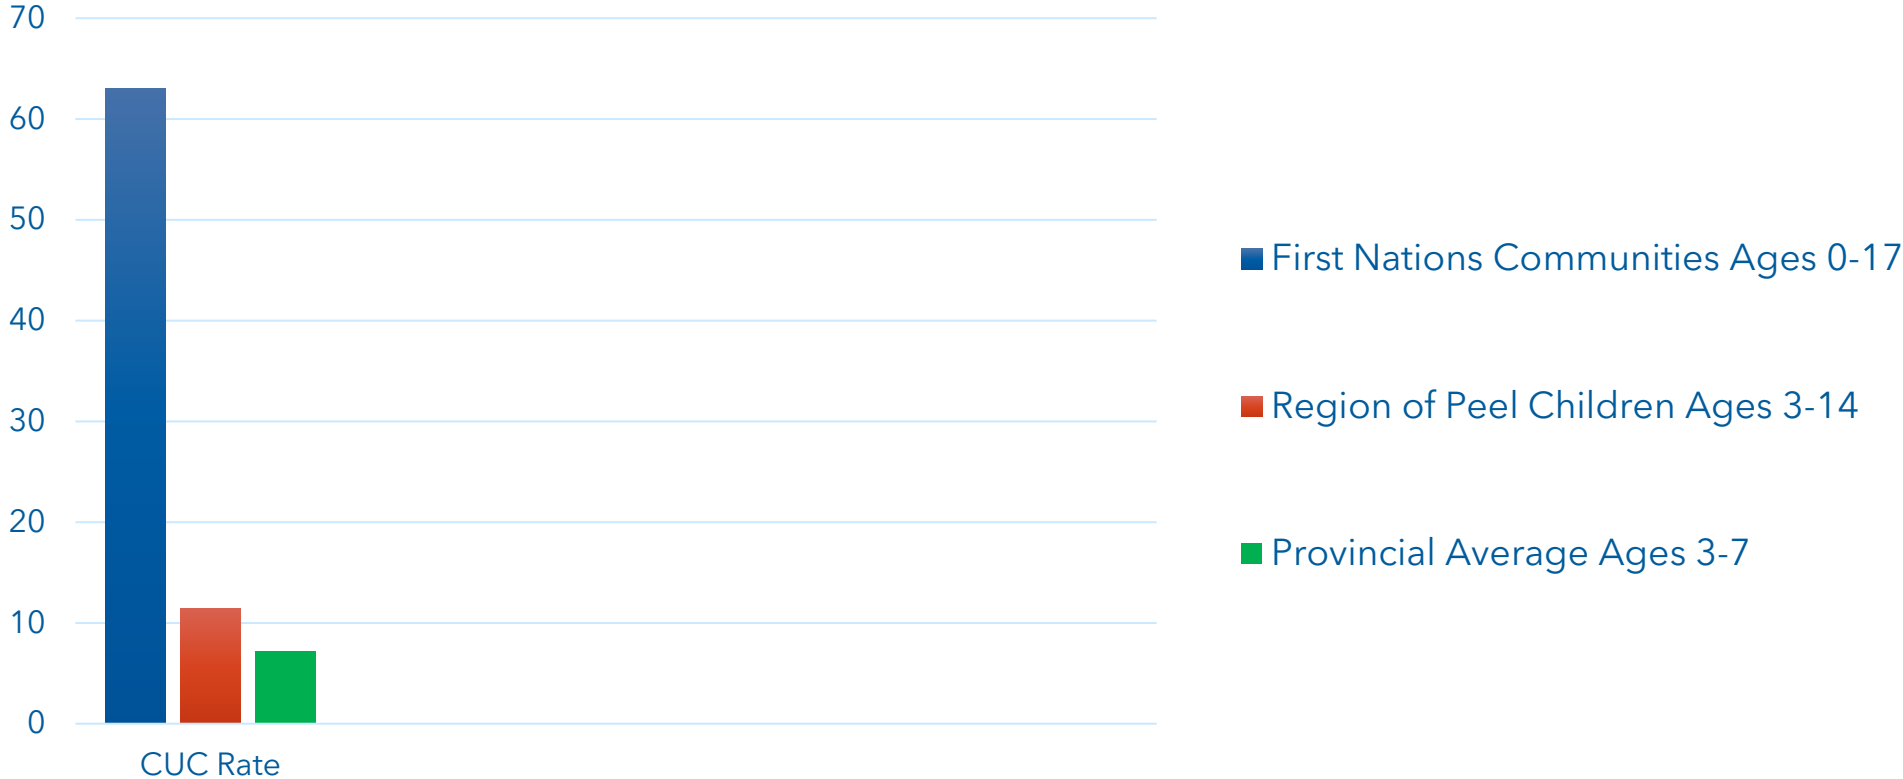 70
60
50
40
30
20
10
0
CUC Rate
First Nations Communities Ages 0-17
Region of Peel Children Ages 3-14
Provincial Average Ages 3-7